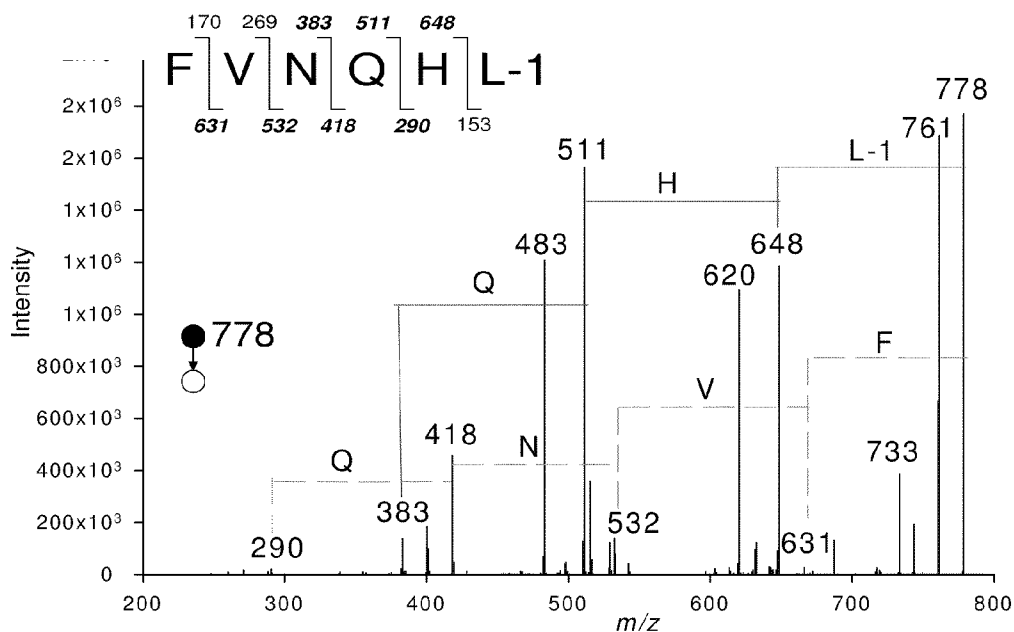 170 269 383 511 648
F V N Q H L-1
631 532 418 290 153
778
2x10⁶
761
511
L-1
2x10⁶
H
1x10⁶
483
648
1x10⁶
620
Q
Intensity
1x10⁶
778
F
800x10³
V
600x10³
418
N
Q
733
400x10³
383
200x10³
532
631
290
0
200 300 400 500 600 700 800
m/z